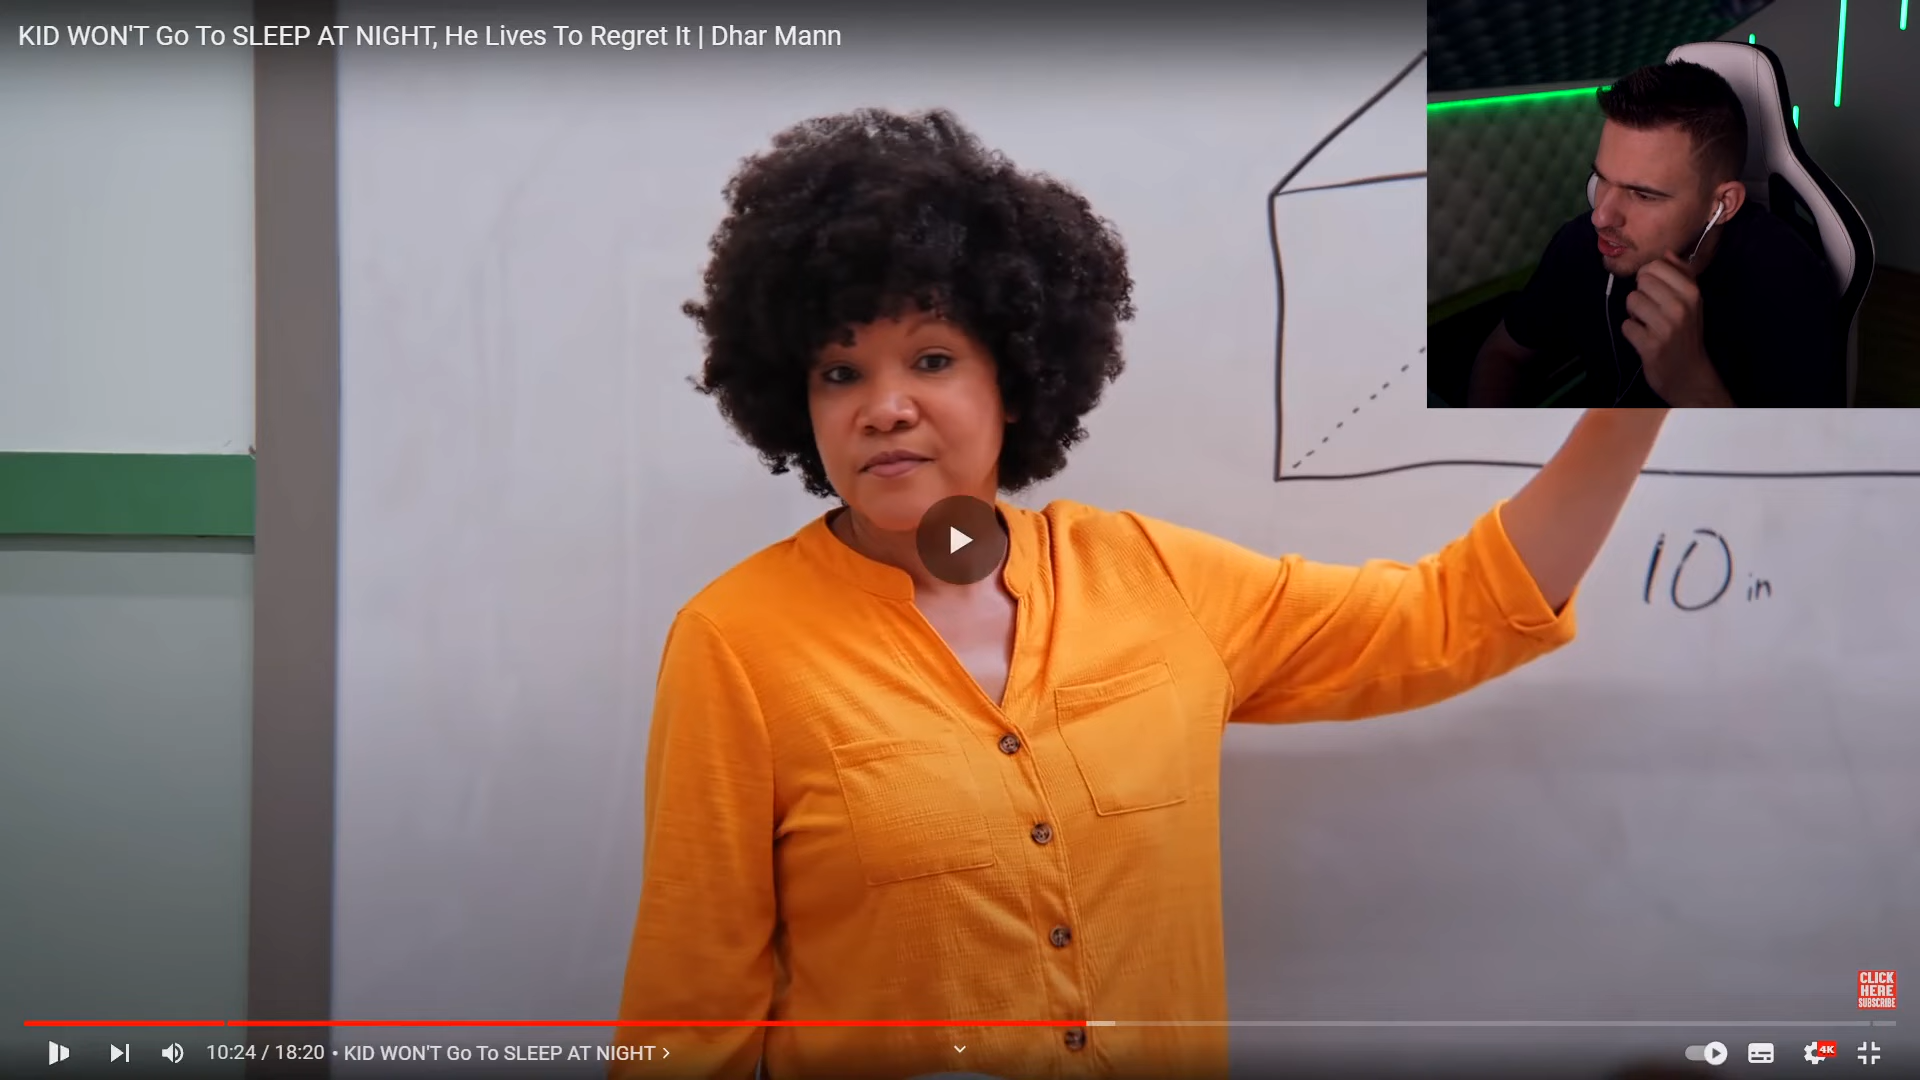 KID WON'T Go To SLEEP AT NIGHT, He Lives To Regret It | Dhar Mann
10 in
CLICK
HERE
SUBSCRIBE
10:24 / 18:20 • KID WON'T Go To SLEEP AT NIGHT
4K